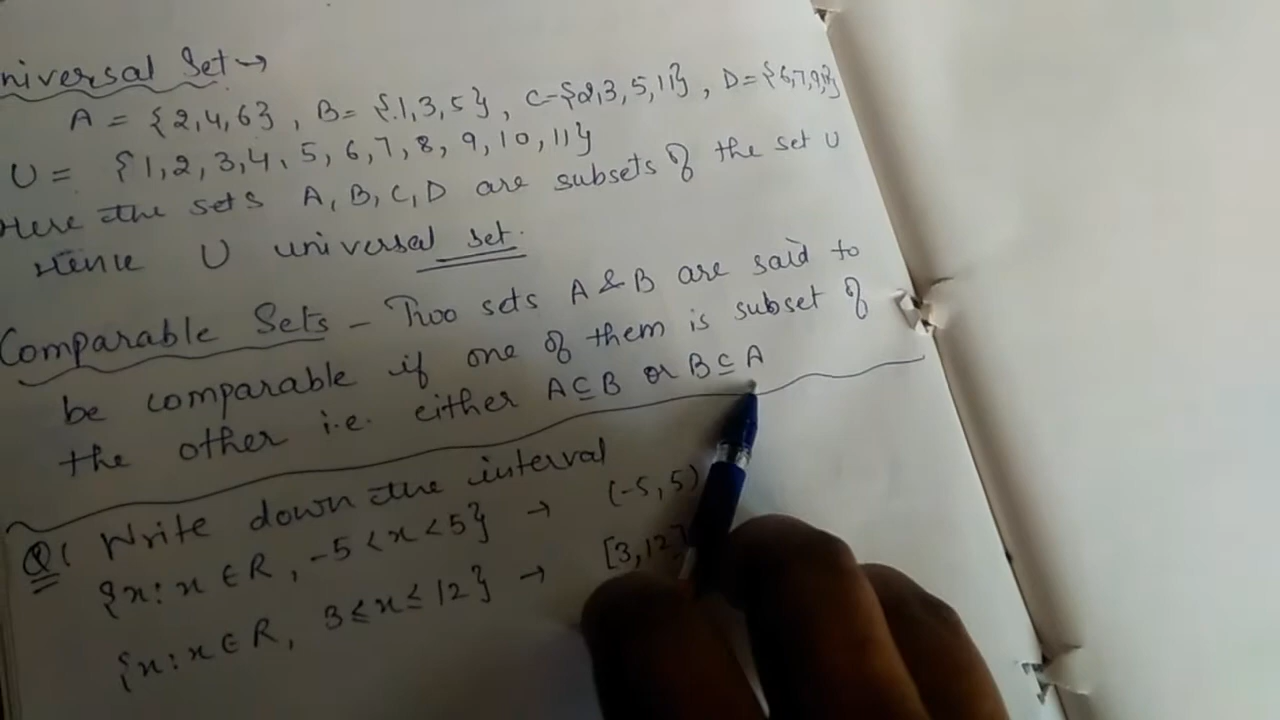 niversal Set →
A = {2,4,6}, B= {1,3,5}, C={2,3,5,11}, D={6,7,9,8}
U = {1,2,3,4,5,6,7,8,9,10,11}
Here the sets A,B,C,D are subsets of the set U
Hence U universal set.
Comparable Sets - Two sets A & B are said to
be comparable if one of them is subset of
the other i.e. either A⊆B or B⊆A
Q1 Write down the interval
{x:x∈R, -5<x<5} → (-5,5)
{x:x∈R, 3≤x≤12} → [3,12]